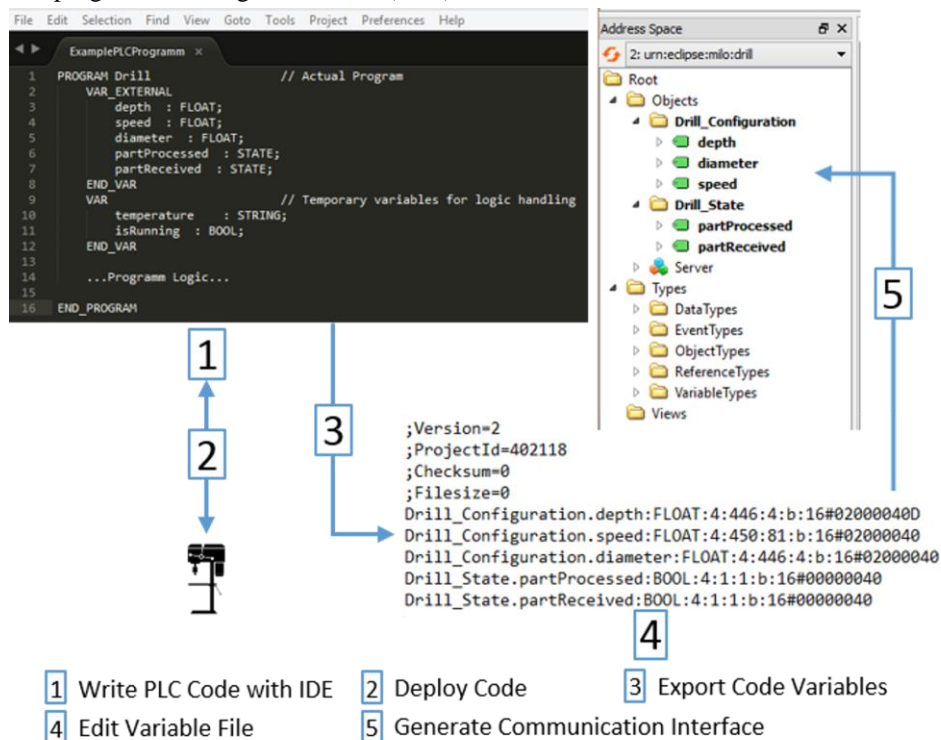 File Edit Selection Find View Goto Tools Project Preferences Help
ExamplePLCProgramm ×
1 PROGRAM Drill // Actual Program
2 VAR_EXTERNAL
3 depth : FLOAT;
4 speed : FLOAT;
5 diameter : FLOAT;
6 partProcessed : STATE;
7 partReceived : STATE;
8 END_VAR
9 VAR // Temporary variables for logic handling
10 temperature : STRING;
11 isRunning : BOOL;
12 END_VAR
13
14 ...Programm Logic...
15
16 END_PROGRAM
Address Space
2: urn:eclipse:milo:drill
Root
Objects
Drill_Configuration
depth
diameter
speed
Drill_State
partProcessed
partReceived
Server
Types
DataTypes
EventTypes
ObjectTypes
ReferenceTypes
VariableTypes
Views
1
2
3
5
;Version=2
;ProjectId=402118
;Checksum=0
;Filesize=0
Drill_Configuration.depth:FLOAT:4:446:4:b:16#02000040D
Drill_Configuration.speed:FLOAT:4:450:81:b:16#02000040
Drill_Configuration.diameter:FLOAT:4:446:4:b:16#02000040
Drill_State.partProcessed:BOOL:4:1:1:b:16#00000040
Drill_State.partReceived:BOOL:4:1:1:b:16#00000040
4
1 Write PLC Code with IDE 2 Deploy Code 3 Export Code Variables
4 Edit Variable File 5 Generate Communication Interface